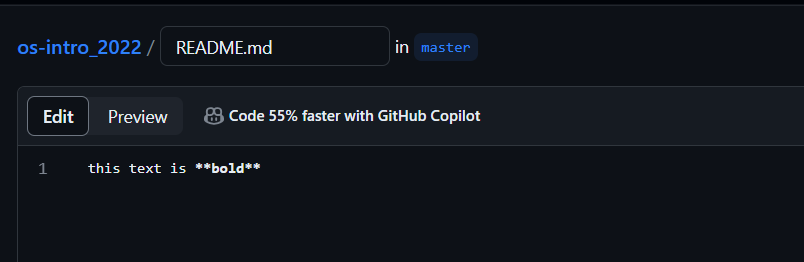 os-intro_2022 / README.md in master
Edit Preview Code 55% faster with GitHub Copilot
1 this text is **bold**